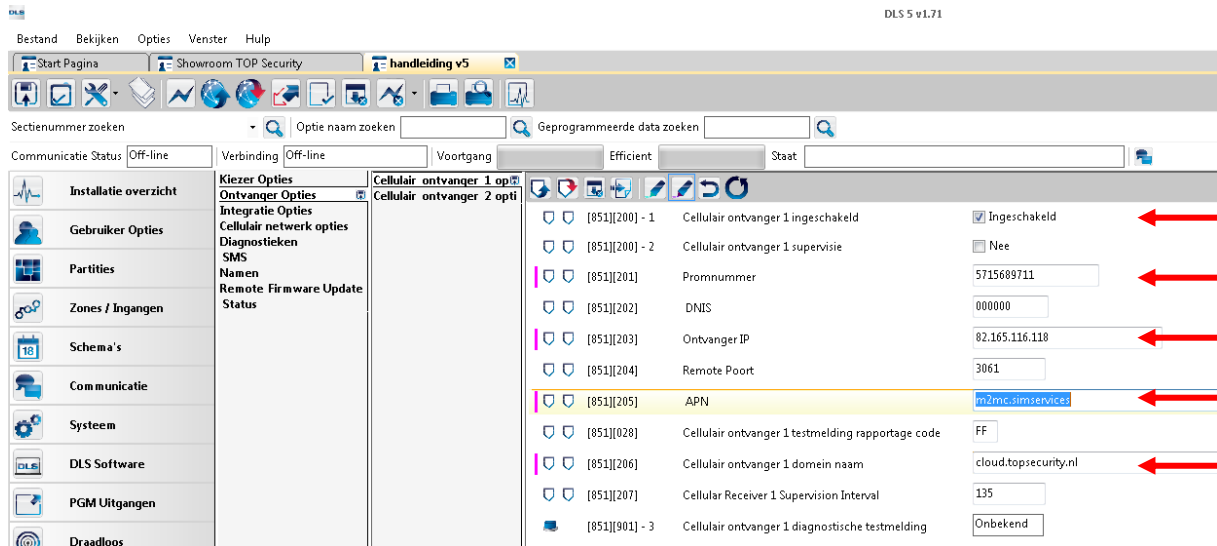 DLS
DLS 5 v1.71
Bestand Bekijken Opties Venster Hulp
Start Pagina Showroom TOP Security handleiding v5
Sectienummer zoeken Optie naam zoeken Geprogrammeerde data zoeken
Communicatie Status Off-line Verbinding Off-line Voortgang Efficient Staat
Installatie overzicht
Gebruiker Opties
Partities
Zones / Ingangen
18
Schema's
Communicatie
Systeem
DLS
DLS Software
PGM Uitgangen
Draadloos
Kiezer Opties
Ontvanger Opties
Integratie Opties
Cellulair netwerk opties
Diagnostieken
SMS
Namen
Remote Firmware Update
Status
Cellulair ontvanger 1 op
Cellulair ontvanger 2 opti
[851][200] - 1 Cellulair ontvanger 1 ingeschakeld Ingeschakeld
[851][200] - 2 Cellulair ontvanger 1 supervisie Nee
[851][201] Promnummer 5715689711
[851][202] DNIS 000000
[851][203] Ontvanger IP 82.165.116.118
[851][204] Remote Poort 3061
[851][205] APN m2mc.simservices
[851][028] Cellulair ontvanger 1 testmelding rapportage code FF
[851][206] Cellulair ontvanger 1 domein naam cloud.topsecurity.nl
[851][207] Cellular Receiver 1 Supervision Interval 135
[851][901] - 3 Cellulair ontvanger 1 diagnostische testmelding Onbekend